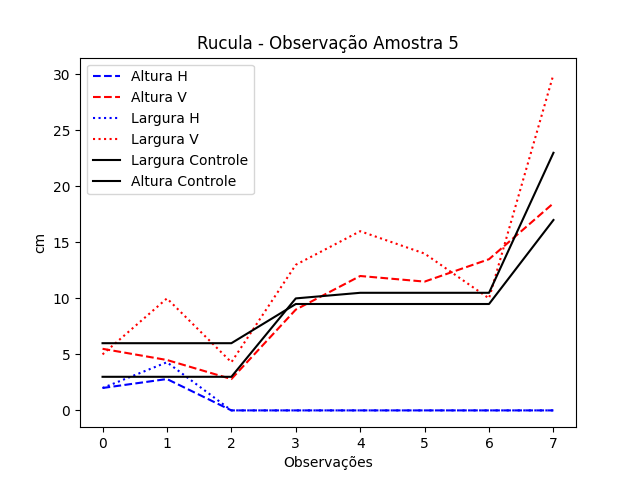 Rucula - Observação Amostra 5
Altura H
Altura V
Largura H
Largura V
Largura Controle
Altura Controle
30
25
20
15
10
5
0
cm
0 1 2 3 4 5 6 7
Observações